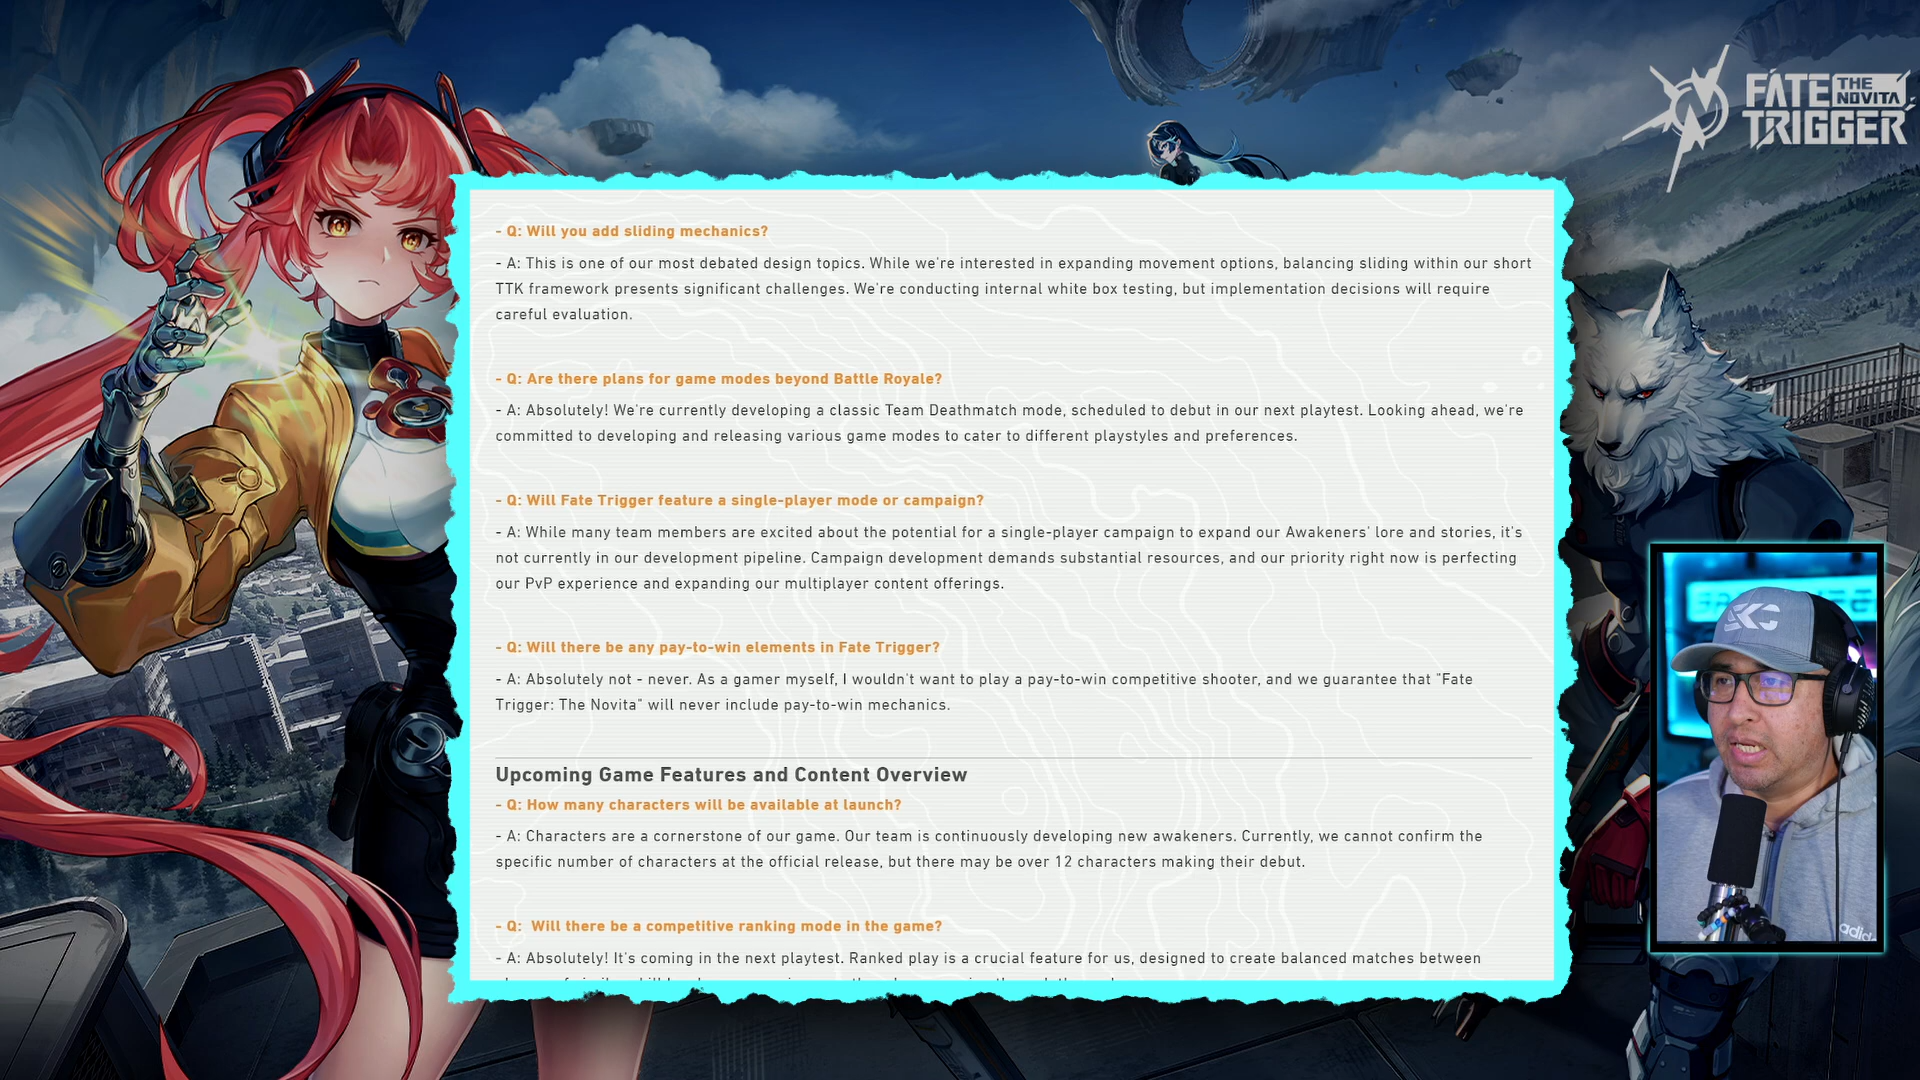 FATE THE NOVITA
TRIGGER
- Q: Will you add sliding mechanics?
- A: This is one of our most debated design topics. While we're interested in expanding movement options, balancing sliding within our short
TTK framework presents significant challenges. We're conducting internal white box testing, but implementation decisions will require
careful evaluation.
- Q: Are there plans for game modes beyond Battle Royale?
- A: Absolutely! We're currently developing a classic Team Deathmatch mode, scheduled to debut in our next playtest. Looking ahead, we're
committed to developing and releasing various game modes to cater to different playstyles and preferences.
- Q: Will Fate Trigger feature a single-player mode or campaign?
- A: While many team members are excited about the potential for a single-player campaign to expand our Awakeners' lore and stories, it's
not currently in our development pipeline. Campaign development demands substantial resources, and our priority right now is perfecting
our PvP experience and expanding our multiplayer content offerings.
- Q: Will there be any pay-to-win elements in Fate Trigger?
- A: Absolutely not - never. As a gamer myself, I wouldn't want to play a pay-to-win competitive shooter, and we guarantee that "Fate
Trigger: The Novita" will never include pay-to-win mechanics.
Upcoming Game Features and Content Overview
- Q: How many characters will be available at launch?
- A: Characters are a cornerstone of our game. Our team is continuously developing new awakeners. Currently, we cannot confirm the
specific number of characters at the official release, but there may be over 12 characters making their debut.
- Q: Will there be a competitive ranking mode in the game?
- A: Absolutely! It's coming in the next playtest. Ranked play is a crucial feature for us, designed to create balanced matches between
SKG